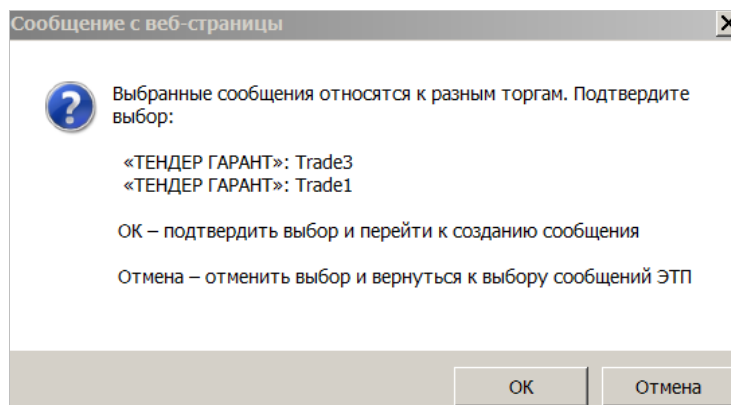 Сообщение с веб-страницы
Выбранные сообщения относятся к разным торгам. Подтвердите
выбор:
«ТЕНДЕР ГАРАНТ»: Trade3
«ТЕНДЕР ГАРАНТ»: Trade1
ОК – подтвердить выбор и перейти к созданию сообщения
Отмена – отменить выбор и вернуться к выбору сообщений ЭТП
ОК
Отмена